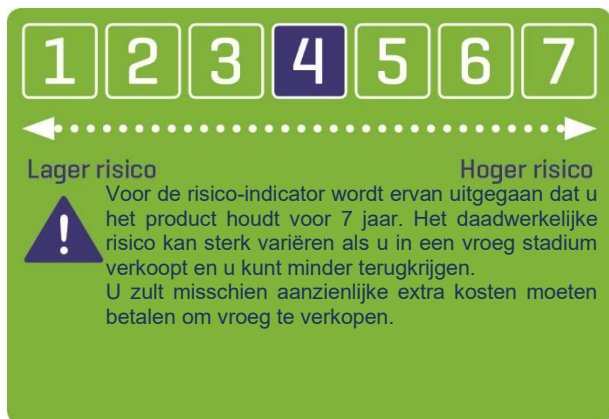 1 2 3 4 5 6 7
Lager risico Hoger risico
!
Voor de risico-indicator wordt ervan uitgegaan dat u
het product houdt voor 7 jaar. Het daadwerkelijke
risico kan sterk variëren als u in een vroeg stadium
verkoopt en u kunt minder terugkrijgen.
U zult misschien aanzienlijke extra kosten moeten
betalen om vroeg te verkopen.